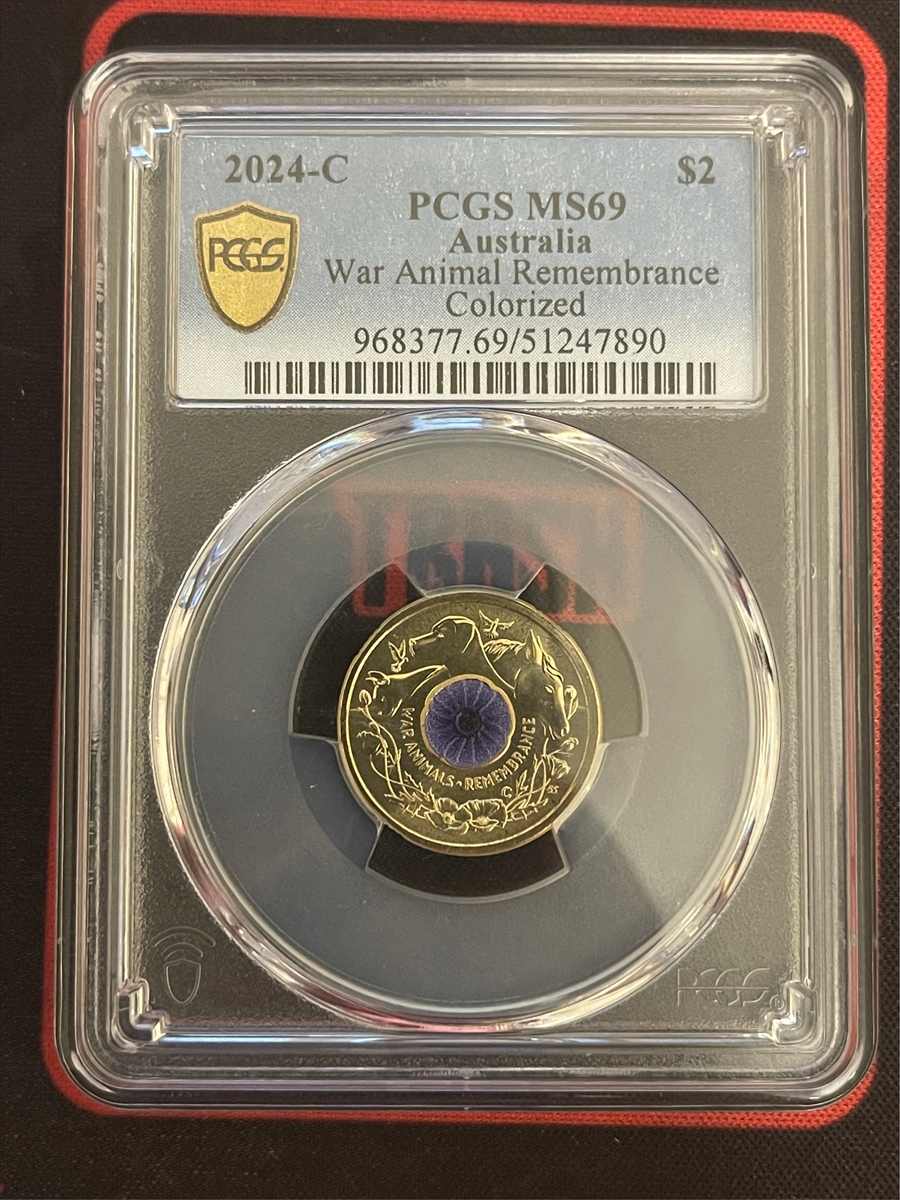 2024-C $2
PCGS MS69
PCGS.
Australia
War Animal Remembrance
Colorized
968377.69/51247890
WAR ANIMALS · REMEMBRANCE
C
PCGS